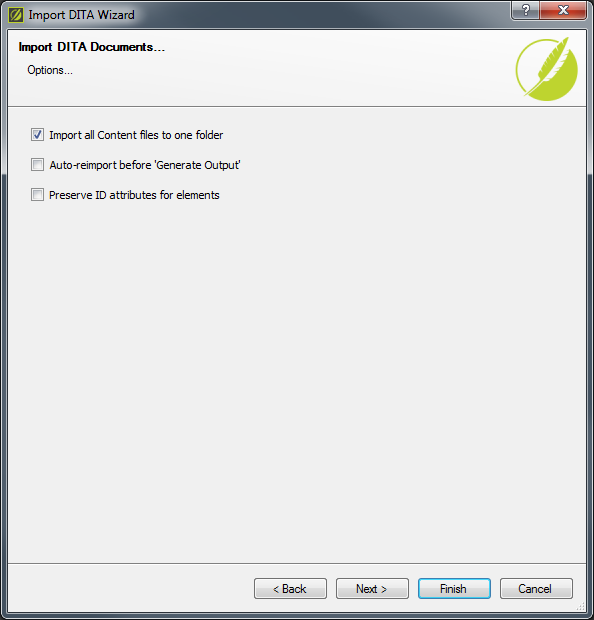 Import DITA Wizard
Import DITA Documents...
Options...
Import all Content files to one folder
Auto-reimport before 'Generate Output'
Preserve ID attributes for elements
< Back Next > Finish Cancel